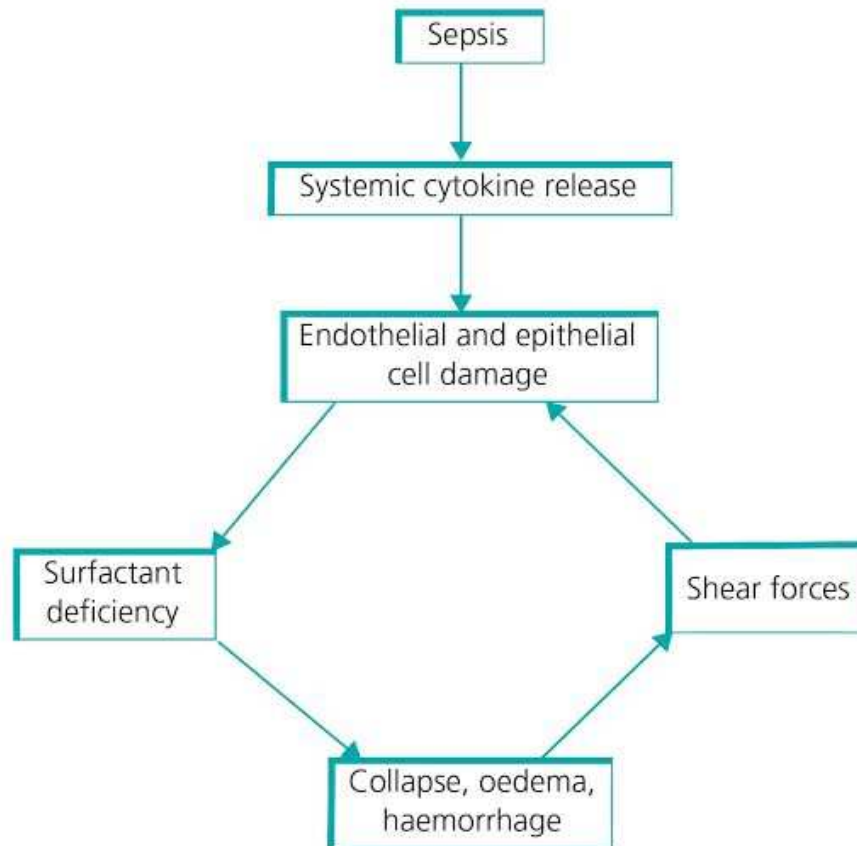 Sepsis
Systemic cytokine release
Endothelial and epithelial
cell damage
Surfactant
deficiency
Shear forces
Collapse, oedema,
haemorrhage